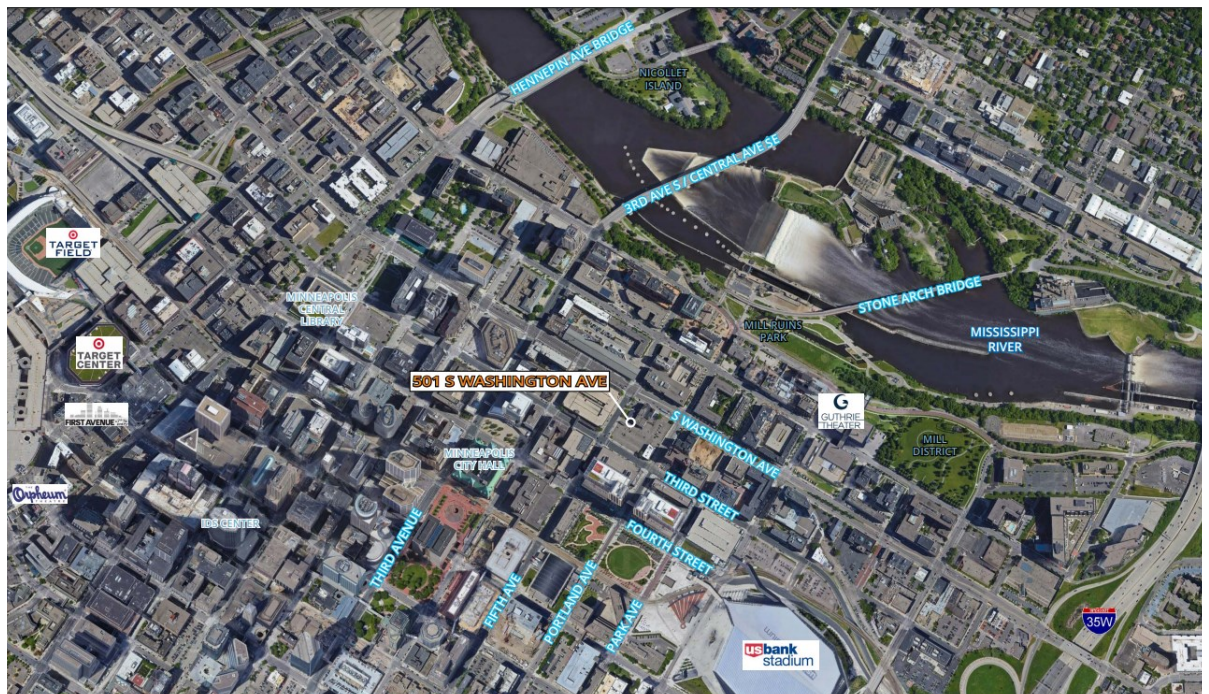 HENNEPIN AVE BRIDGE
NICOLLET
ISLAND
3RD AVE S / CENTRAL AVE SE
TARGET
FIELD
STONE ARCH BRIDGE
MINNEAPOLIS
CENTRAL
LIBRARY
MILL RUINS
PARK
MISSISSIPPI
RIVER
TARGET
CENTER
501 S WASHINGTON AVE
FIRST AVENUE
G
GUTHRIE
THEATER
S WASHINGTON AVE
MILL
DISTRICT
MINNEAPOLIS
CITY HALL
Orpheum
THIRD STREET
IDS CENTER
THIRD AVENUE
FOURTH STREET
FIFTH AVE
PORTLAND AVE
PARK AVE
35W
usbank
stadium